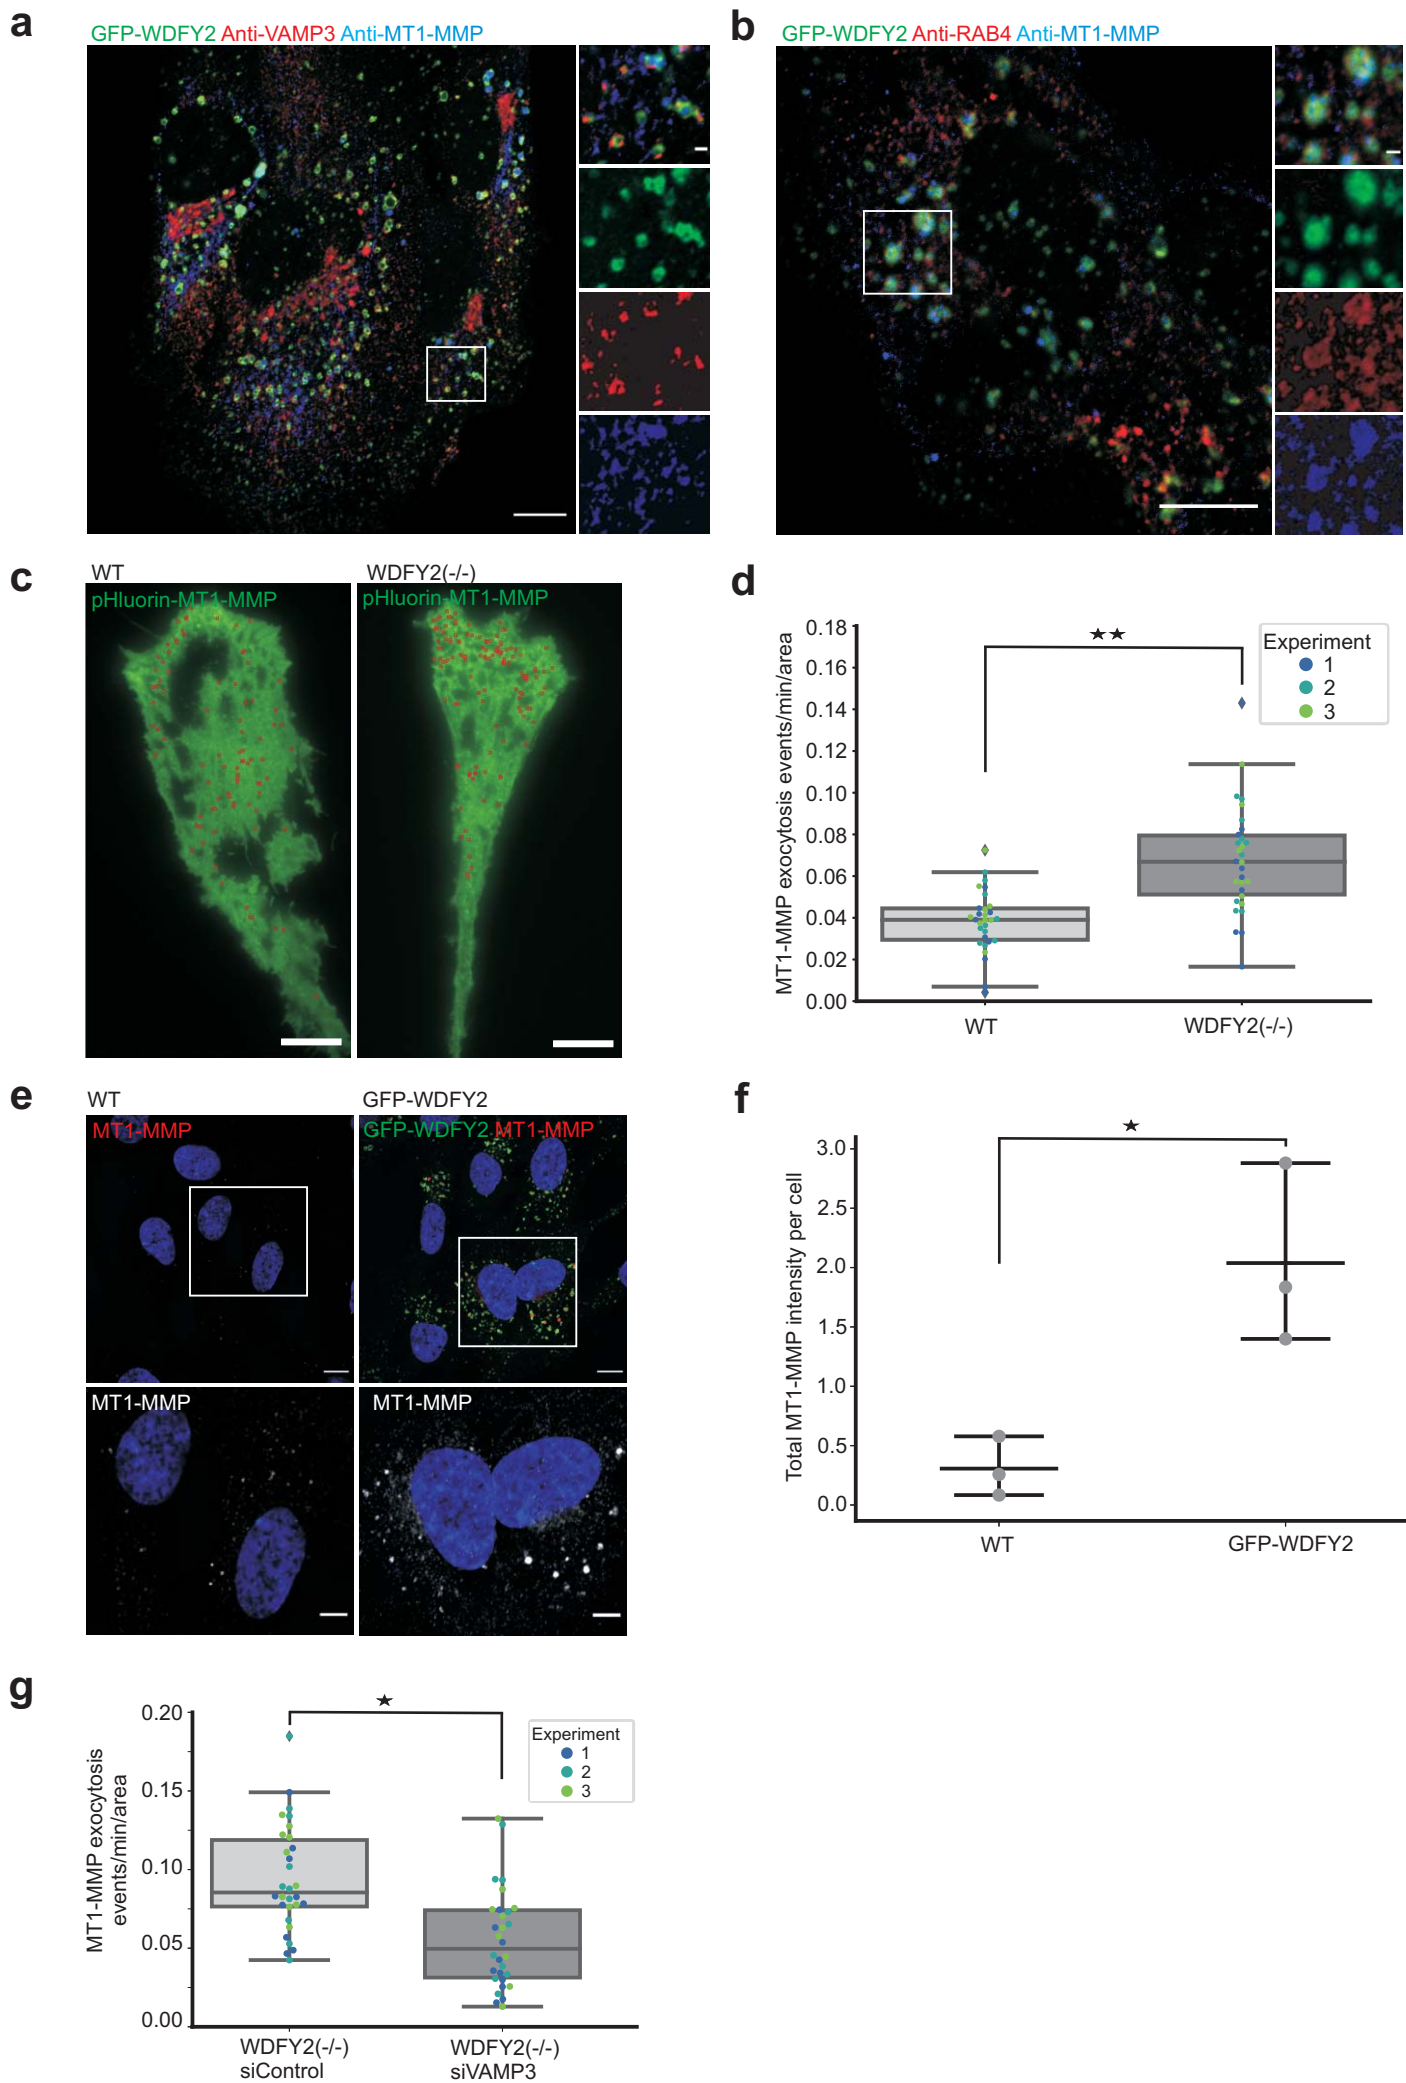 a
GFP-WDFY2 Anti-VAMP3 Anti-MT1-MMP
b
GFP-WDFY2 Anti-RAB4 Anti-MT1-MMP
c
WT
pHluorin-MT1-MMP
WDFY2(-/-)
pHluorin-MT1-MMP
d
MT1-MMP exocytosis events/min/area
0.18
0.16
0.14
0.12
0.10
0.08
0.06
0.04
0.02
0.00
★★
Experiment
1
2
3
WT
WDFY2(-/-)
e
WT
MT1-MMP
GFP-WDFY2
GFP-WDFY2 MT1-MMP
MT1-MMP
MT1-MMP
f
Total MT1-MMP intensity per cell
3.0
2.5
2.0
1.5
1.0
0.5
0.0
★
WT
GFP-WDFY2
g
MT1-MMP exocytosis
events/min/area
0.20
0.15
0.10
0.05
0.00
★
Experiment
1
2
3
WDFY2(-/-)
siControl
WDFY2(-/-)
siVAMP3